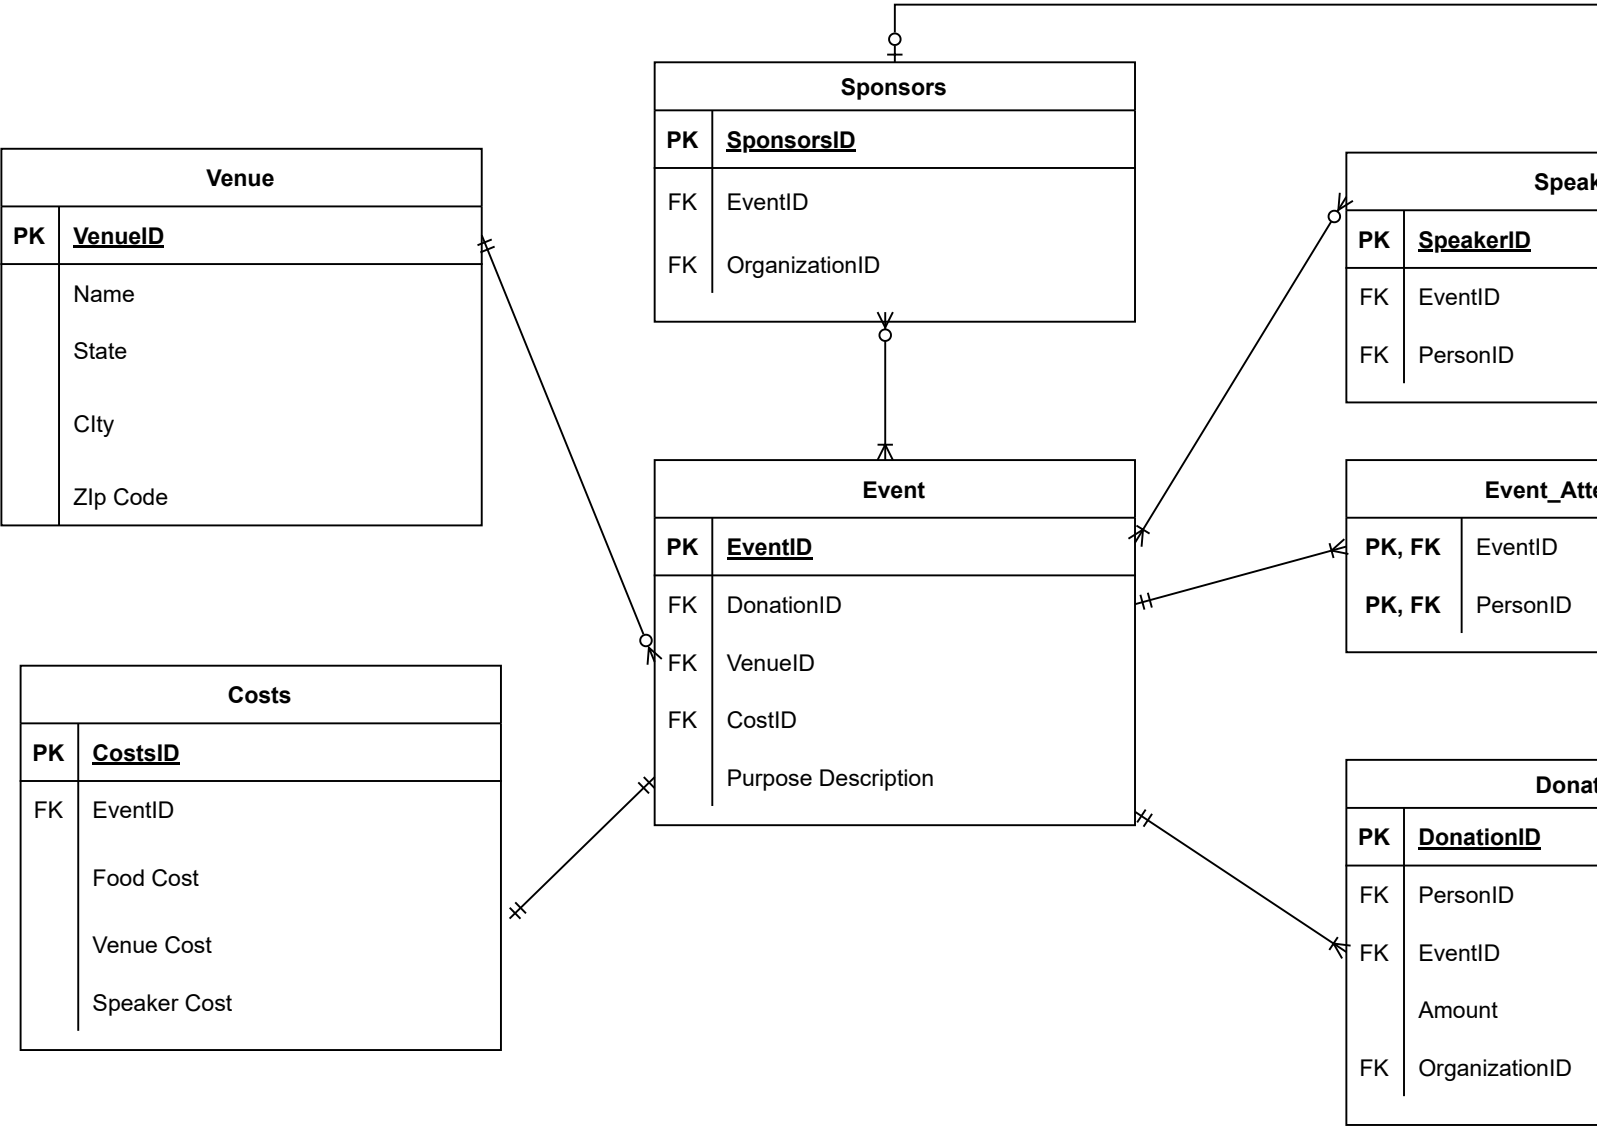 Sponsors
PK SponsorsID
FK EventID
FK OrganizationID
Venue
PK VenueID
Name
State
CIty
ZIp Code
PK SpeakerID
FK EventID
FK PersonID
Event
PK EventID
FK DonationID
FK VenueID
FK CostID
Purpose Description
PK, FK EventID
PK, FK PersonID
Costs
PK CostsID
FK EventID
Food Cost
Venue Cost
Speaker Cost
PK DonationID
FK PersonID
FK EventID
Amount
FK OrganizationID